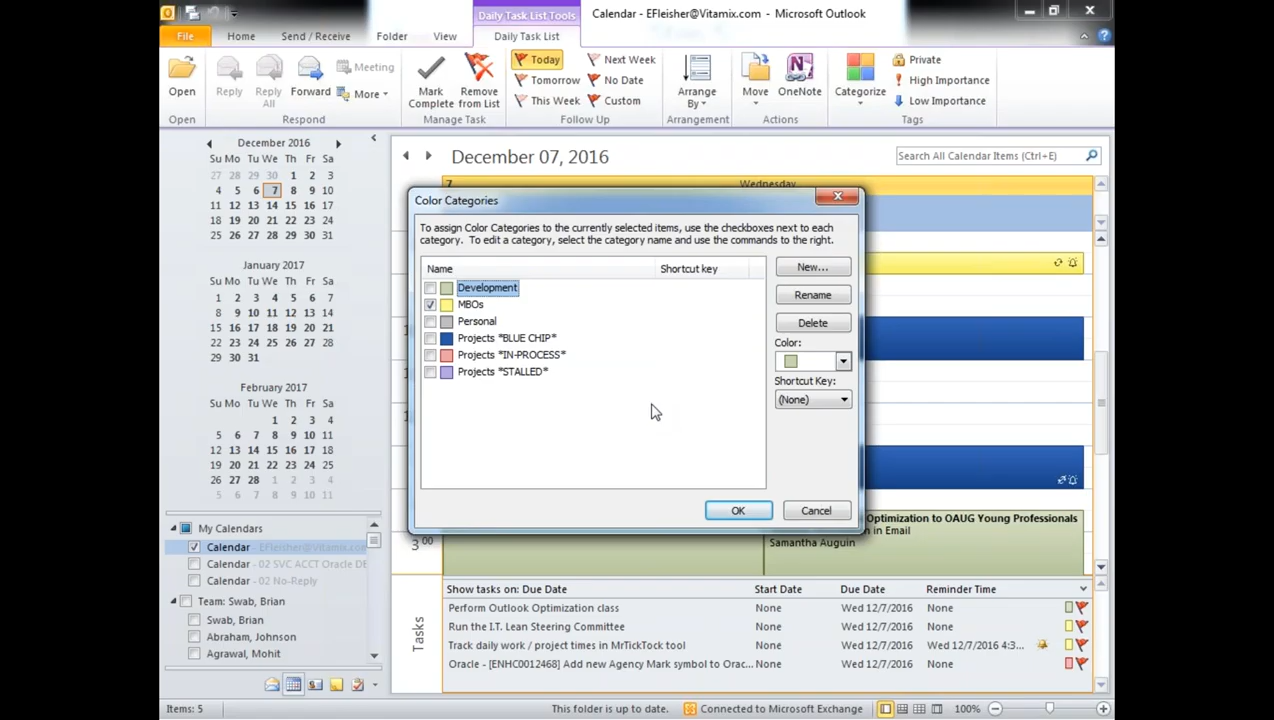 Daily Task List Tools
Calendar - EFleisher@Vitamix.com - Microsoft Outlook
File Home Send / Receive Folder View Daily Task List
Open Reply Reply All Forward Meeting More
Respond
Mark Complete Remove from List
Manage Task
Today Next Week
Tomorrow No Date
This Week Custom
Follow Up
Arrange By
Arrangement
Move OneNote
Actions
Categorize
Private
High Importance
Low Importance
Tags
December 2016
Su Mo Tu We Th Fr Sa
27 28 29 30 1 2 3
4 5 6 7 8 9 10
11 12 13 14 15 16 17
18 19 20 21 22 23 24
25 26 27 28 29 30 31
January 2017
Su Mo Tu We Th Fr Sa
1 2 3 4 5 6 7
8 9 10 11 12 13 14
15 16 17 18 19 20 21
22 23 24 25 26 27 28
29 30 31
February 2017
Su Mo Tu We Th Fr Sa
1 2 3 4
5 6 7 8 9 10 11
12 13 14 15 16 17 18
19 20 21 22 23 24 25
26 27 28 1 2 3 4
5 6 7 8 9 10 11
My Calendars
Calendar - EFleisher@Vitamix.com
Calendar - 02 SVC ACCT Oracle DE
Calendar - 02 No-Reply
Team: Swab, Brian
Swab, Brian
Abraham, Johnson
Agrawal, Mohit
December 07, 2016
Search All Calendar Items (Ctrl+E)
7 Wednesday
Color Categories
To assign Color Categories to the currently selected items, use the checkboxes next to each
category. To edit a category, select the category name and use the commands to the right.
Name Shortcut key
Development
MBOs
Personal
Projects *BLUE CHIP*
Projects *IN-PROCESS*
Projects *STALLED*
New...
Rename
Delete
Color:
Shortcut Key:
(None)
OK Cancel
Optimization to OAUG Young Professionals
in Email
Samantha Auguin
3 00
Tasks
Show tasks on: Due Date Start Date Due Date Reminder Time
Perform Outlook Optimization class None Wed 12/7/2016 None
Run the I.T. Lean Steering Committee None Wed 12/7/2016 None
Track daily work / project times in MrTickTock tool None Wed 12/7/2016 Wed 12/7/2016 4:3...
Oracle - [ENHC0012468] Add new Agency Mark symbol to Orac... None Wed 12/7/2016 None
Items: 5
This folder is up to date. Connected to Microsoft Exchange 100%